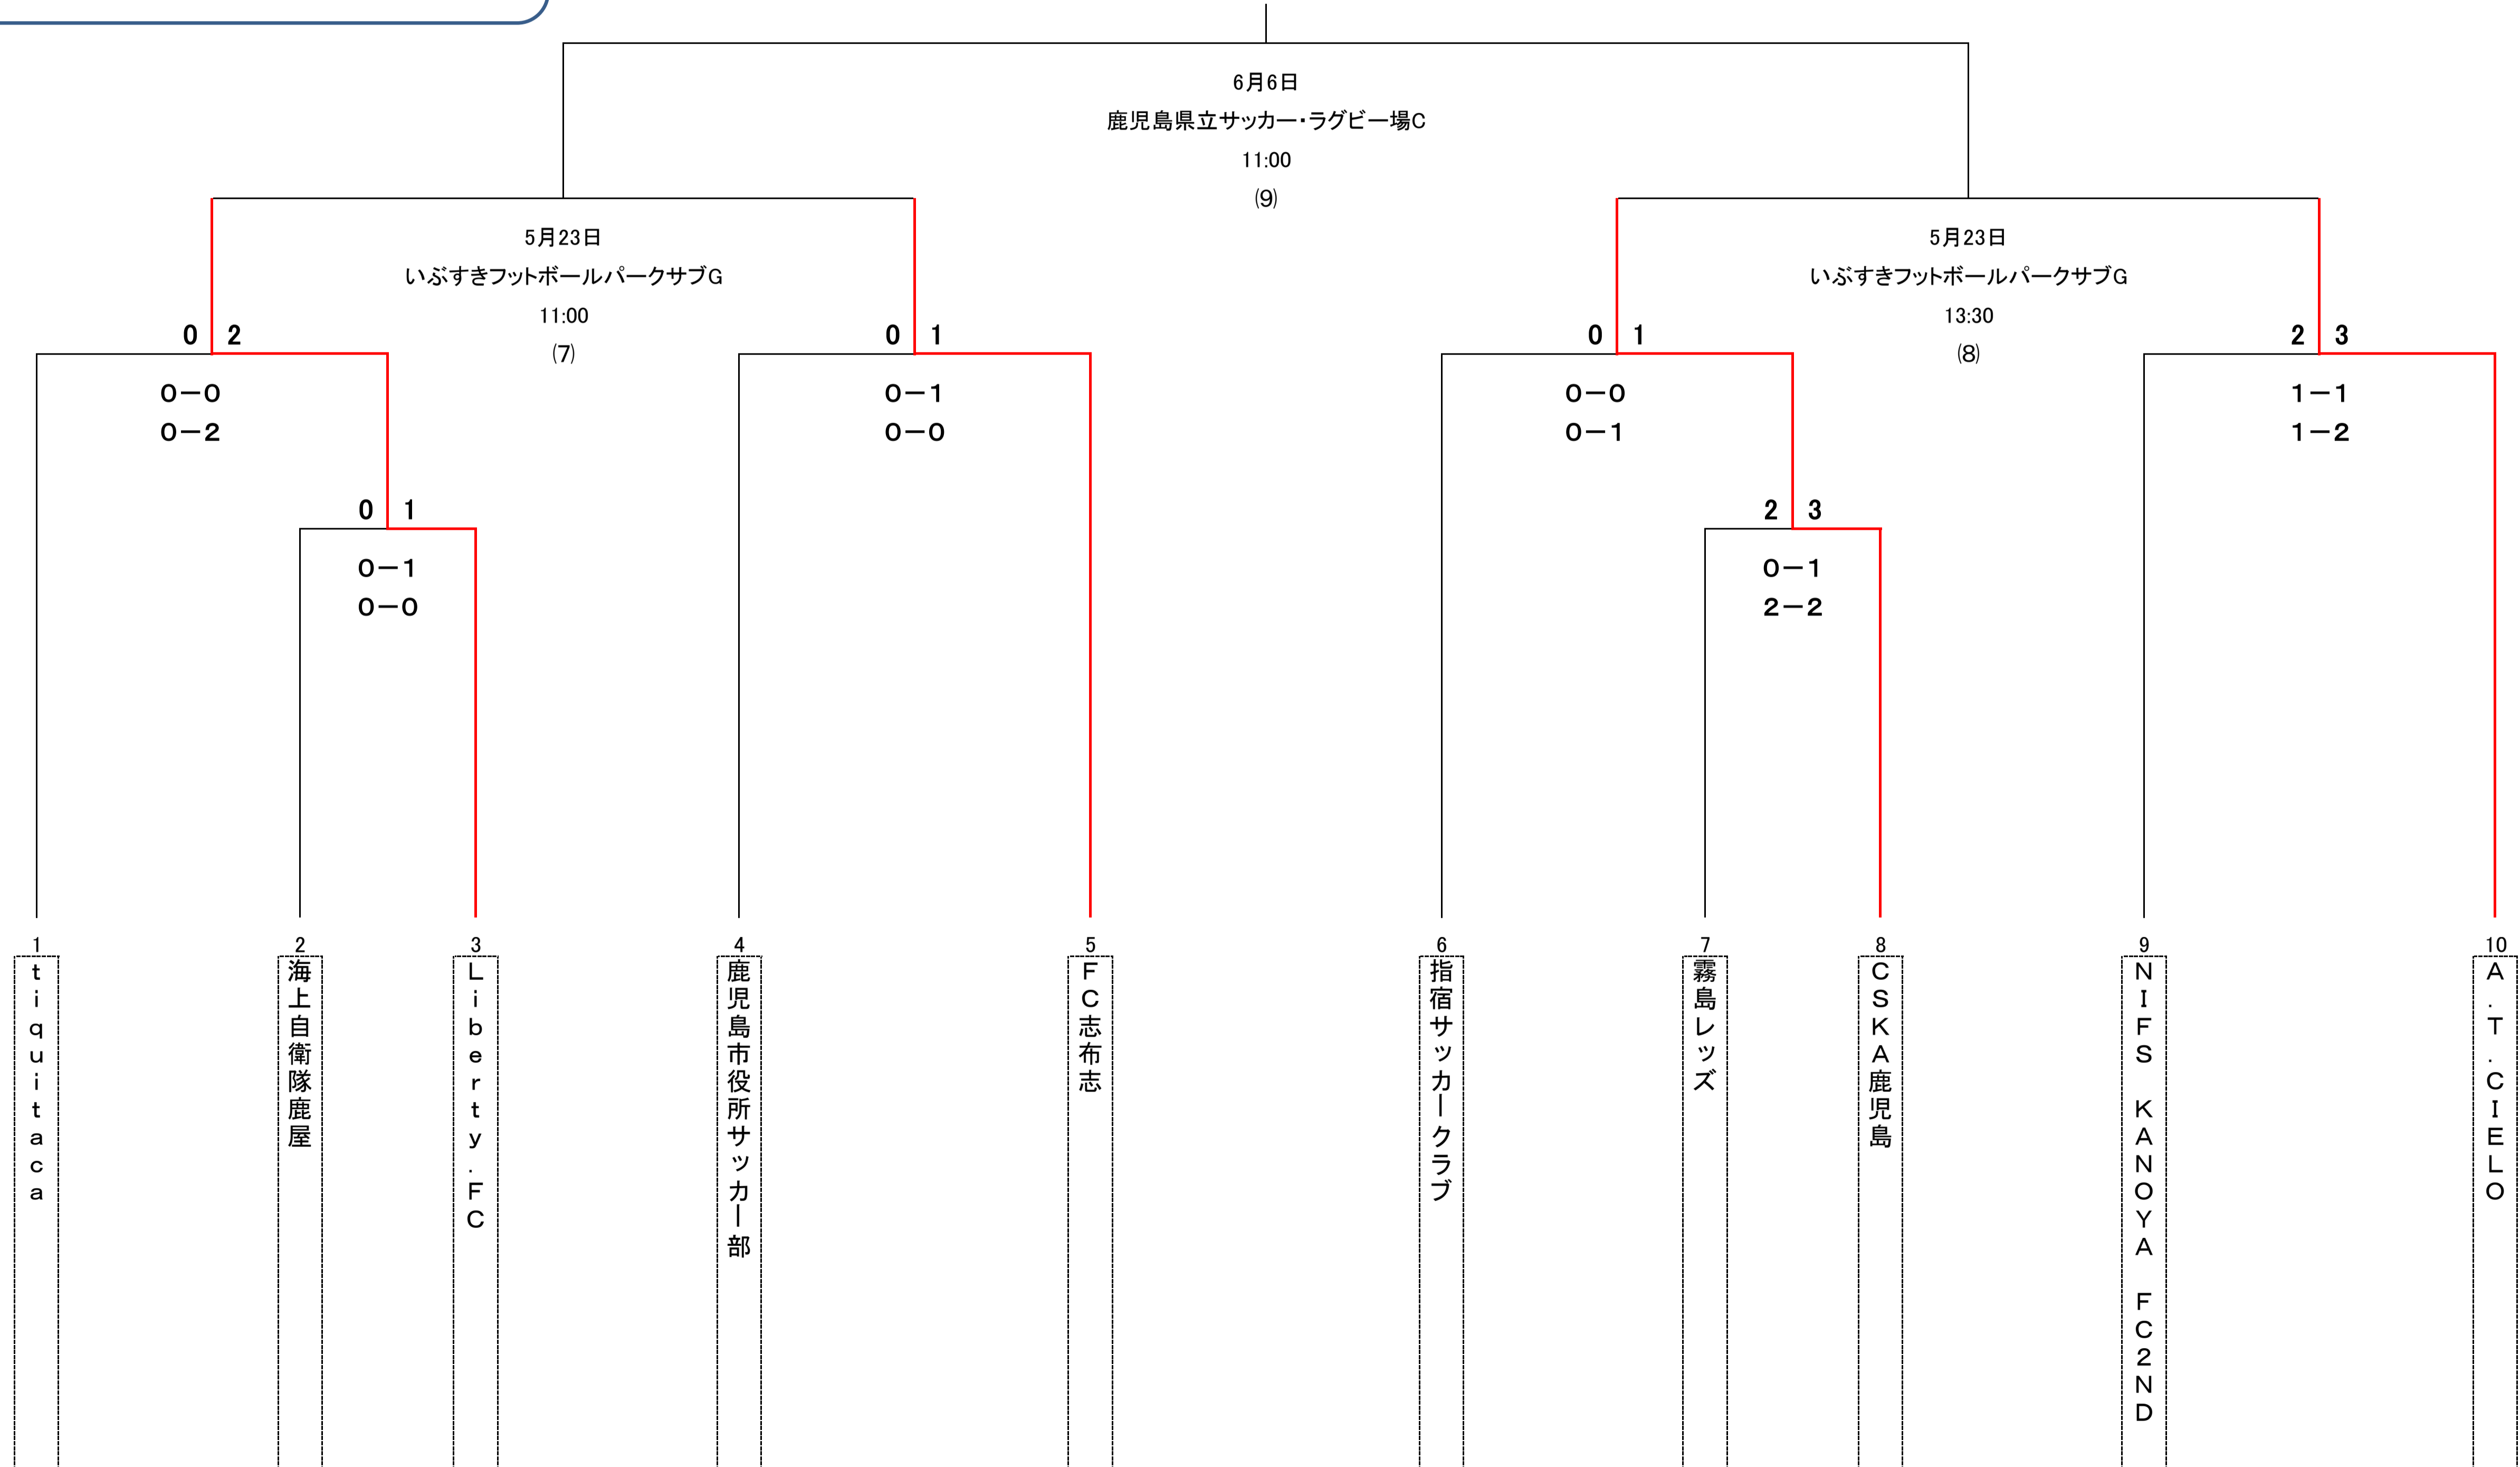 6月6日
鹿児島県立サッカー・ラグビー場C
11:00
(9)
5月23日
いぶすきフットボールパークサブG
11:00
(7)
5月23日
いぶすきフットボールパークサブG
13:30
(8)
0 2
0 1
0 1
2 3
0－0
0－2
0－1
0－0
0－0
0－1
1－1
1－2
0 1
2 3
0－1
0－0
0－1
2－2
1
2
3
4
5
6
7
8
9
10
tiquitaca
海上自衛隊鹿屋
Liberty.FC
鹿児島市役所サッカー部
FC志布志
指宿サッカークラブ
霧島レッズ
CSKA鹿児島
NIFS KANOYA FC2ND
A.T.CIELO